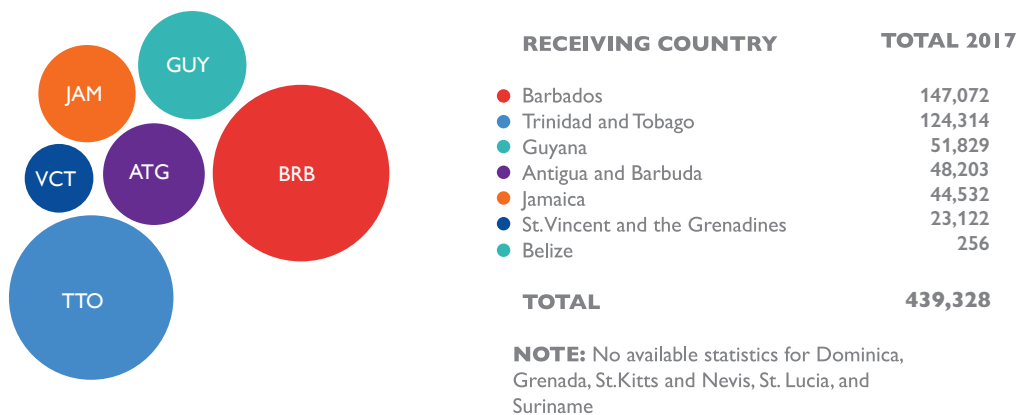 GUY
JAM
VCT
ATG
BRB
TTO
RECEIVING COUNTRY TOTAL 2017
Barbados 147,072
Trinidad and Tobago 124,314
Guyana 51,829
Antigua and Barbuda 48,203
Jamaica 44,532
St.Vincent and the Grenadines 23,122
Belize 256
TOTAL 439,328
NOTE: No available statistics for Dominica,
Grenada, St.Kitts and Nevis, St. Lucia, and
Suriname